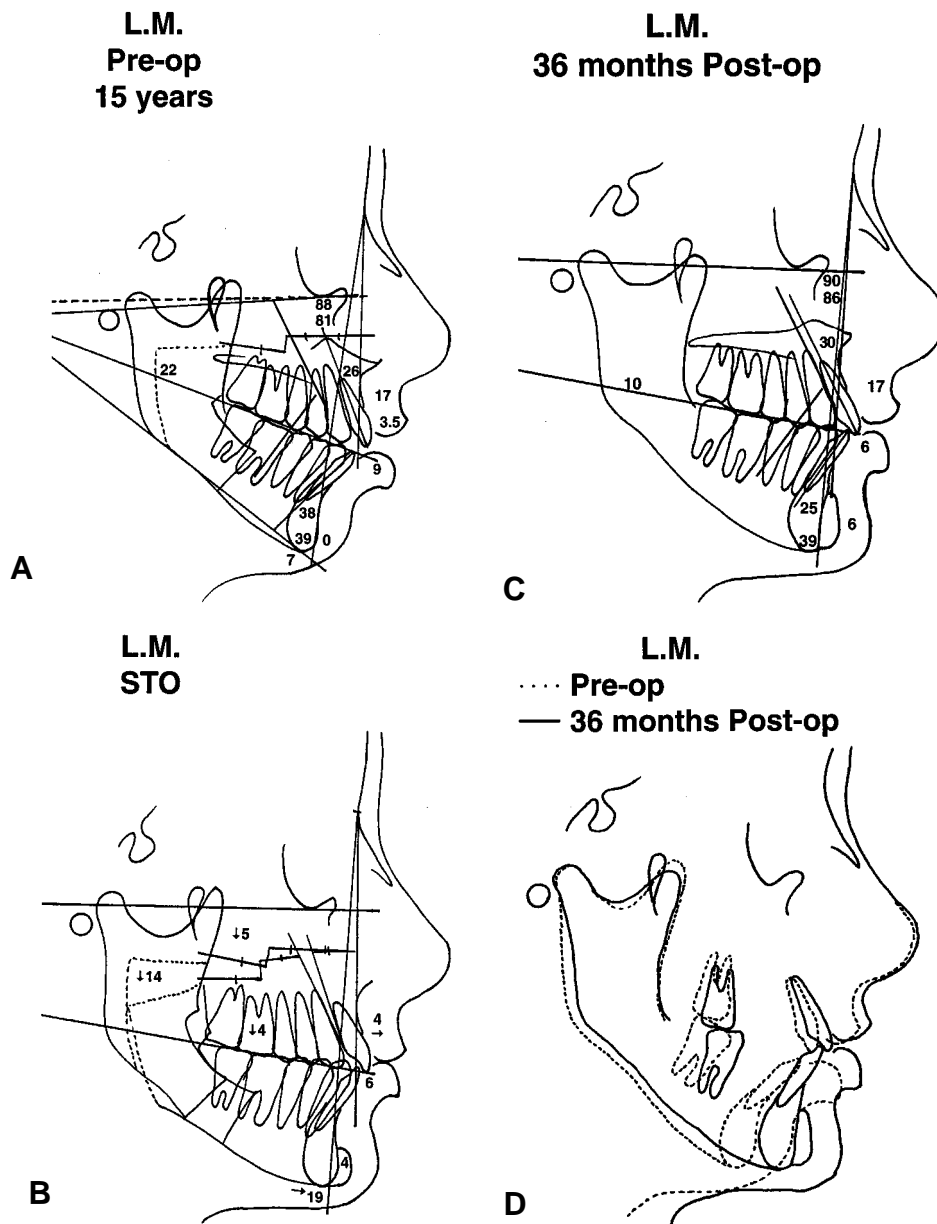 L.M.
Pre-op
15 years
88
81
22
26
17
3.5
9
38
39
0
7
A
L.M.
36 months Post-op
90
86
30
10
17
6
25
6
39
C
L.M.
STO
↓5
↓14
4
→
↓4
6
4
→19
B
L.M.
.... Pre-op
— 36 months Post-op
D